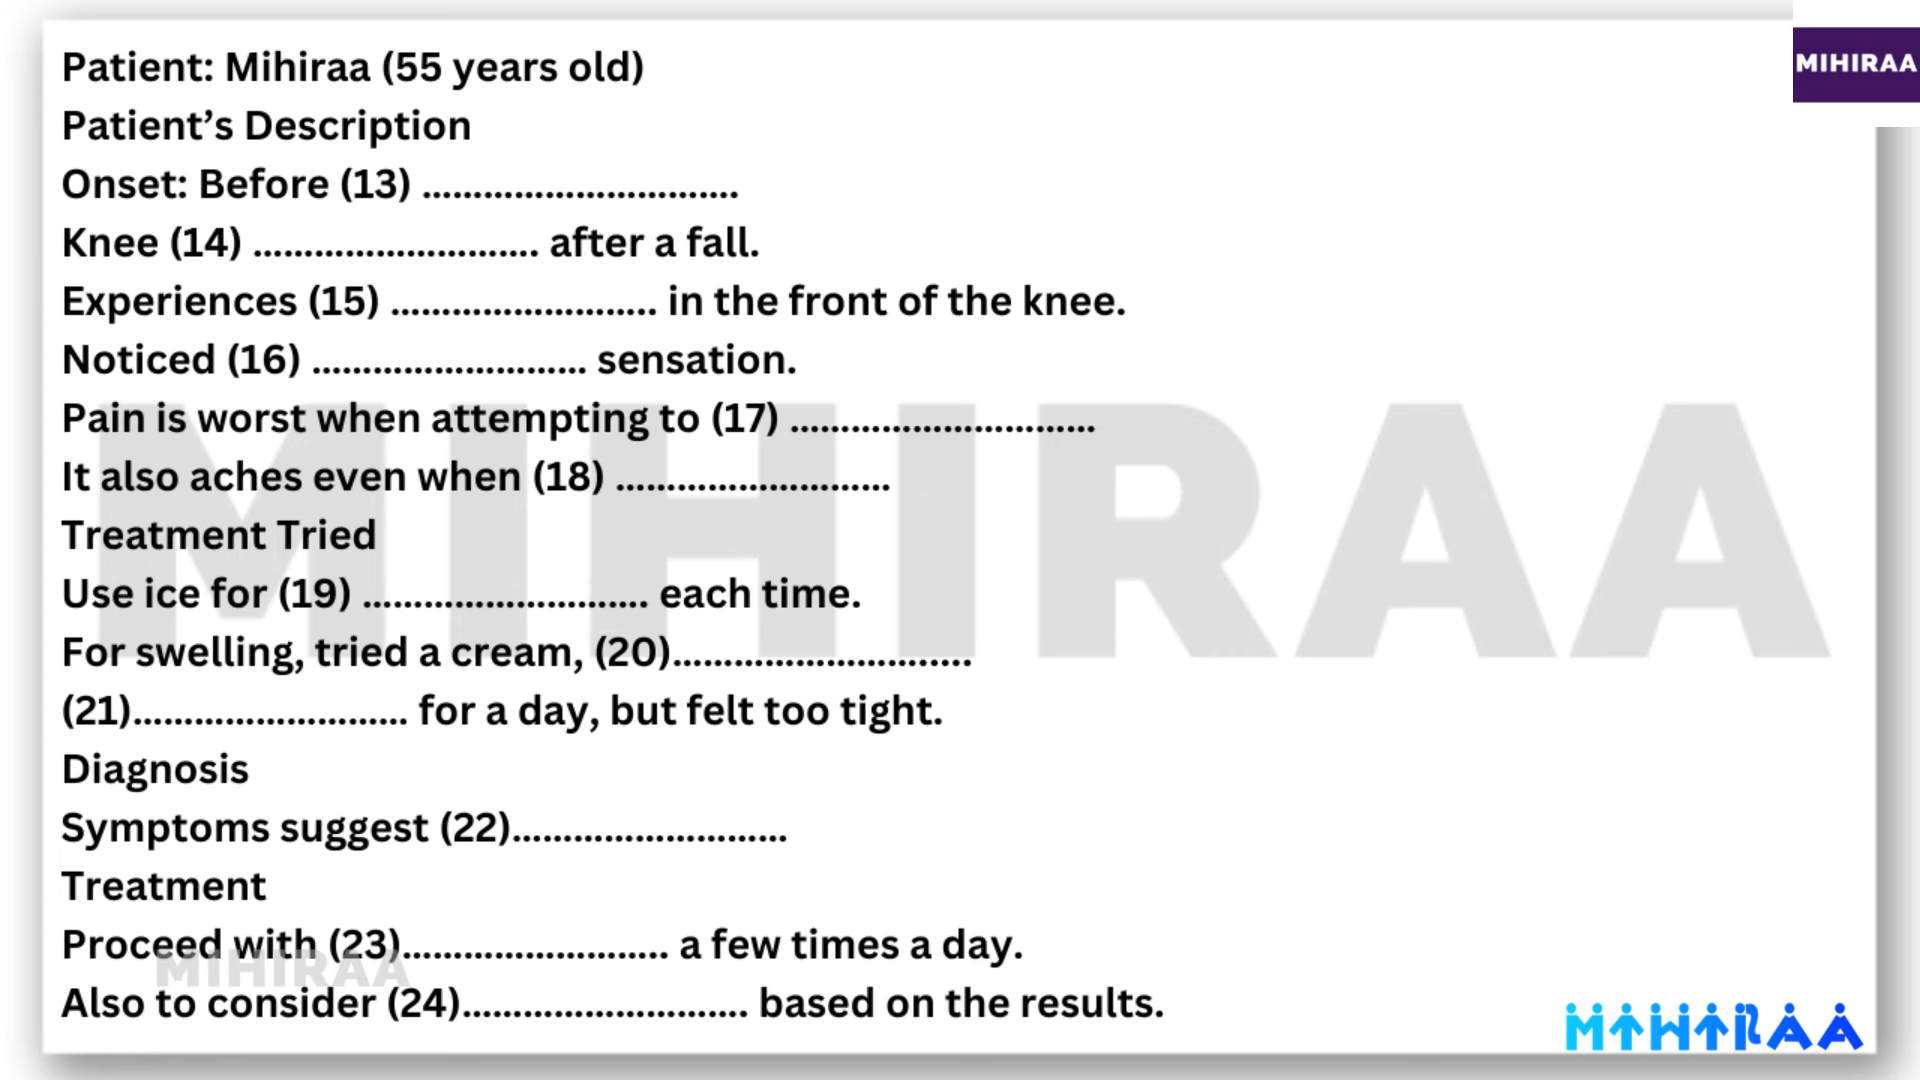 MIHIRAA
Patient: Mihiraa (55 years old)
Patient’s Description
Onset: Before (13) ..............................
Knee (14) ........................... after a fall.
Experiences (15) ......................... in the front of the knee.
Noticed (16) .......................... sensation.
Pain is worst when attempting to (17) .............................
It also aches even when (18) ..........................
Treatment Tried
Use ice for (19) ........................... each time.
For swelling, tried a cream, (20)............................
(21).......................... for a day, but felt too tight.
Diagnosis
Symptoms suggest (22)..........................
Treatment
Proceed with (23)......................... a few times a day.
Also to consider (24)........................... based on the results.
MIHIRAA
MIHIRAA
MIHIRAA